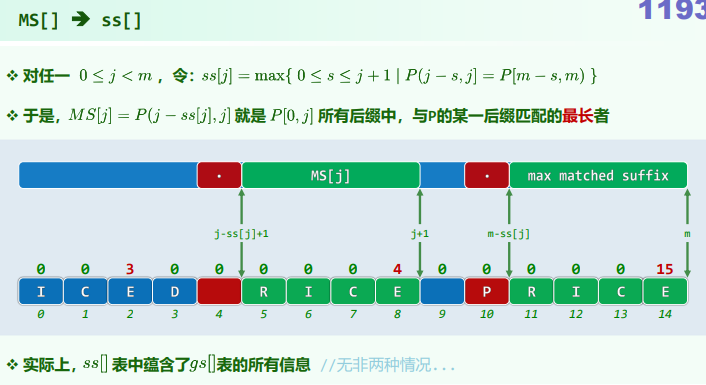 1193
MS[] ➔ ss[]
❖ 对任一 0 ≤ j < m，令：ss[j] = max{ 0 ≤ s ≤ j + 1 | P(j − s, j] = P[m − s, m) }
❖ 于是，MS[j] = P(j − ss[j], j] 就是 P[0, j] 所有后缀中，与P的某一后缀匹配的最长者
· MS[j] · max matched suffix
j-ss[j]+1 j+1 m-ss[j] m
0 0 3 0 0 0 0 0 4 0 0 0 0 0 15
I C E D R I C E P R I C E
0 1 2 3 4 5 6 7 8 9 10 11 12 13 14
❖ 实际上，ss[] 表中蕴含了gs[]表的所有信息 //无非两种情况...